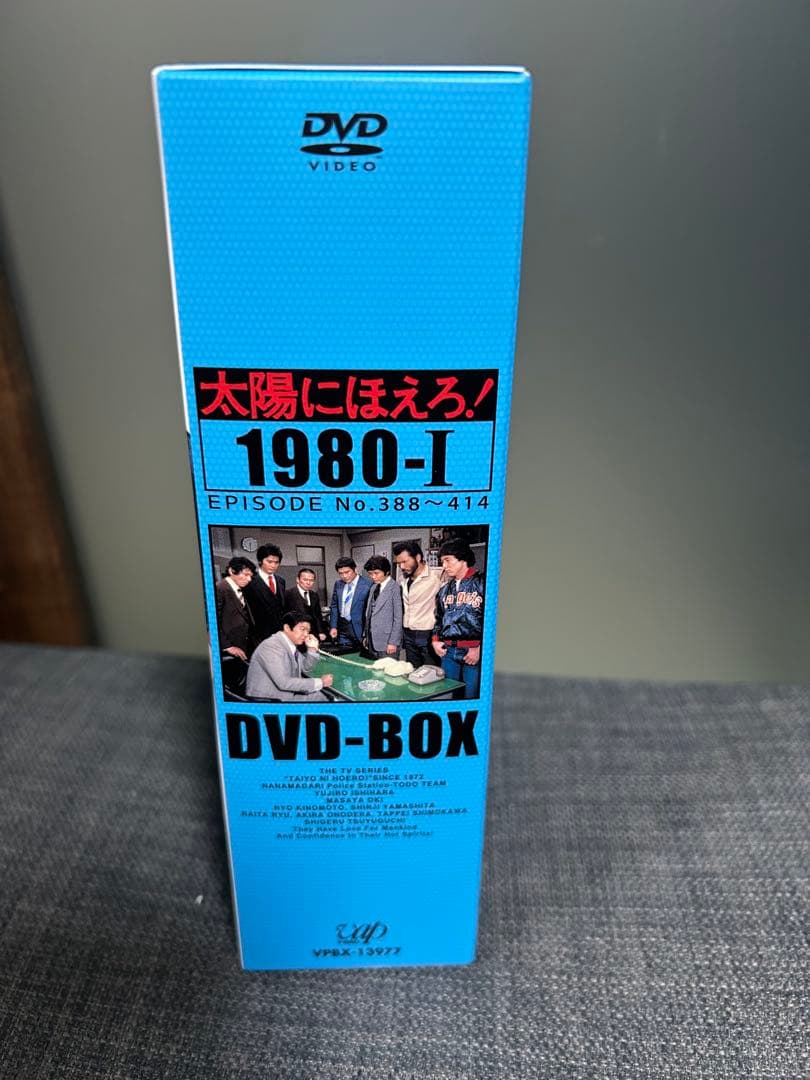 DVD
VIDEO
太陽にほえろ!
1980-I
EPISODE No.388〜414
Angels
DVD-BOX
THE TV SERIES
"TAIYO NI HOERO!" SINCE 1972
NANAMAGARI Police Station-TODO TEAM
YUJIRO ISHIHARA
MASAYA OKI
RYO KINOMOTO, SHINJI YAMASHITA
RAITA RYU, AKIRA ONODERA, TAPPEI SHIMOKAWA
SHIGERU TSUYUGUCHI
They Have Love For Mankind
And Confidence In Their Hot Spirits!
vap
VIDEO
VPBX-13977